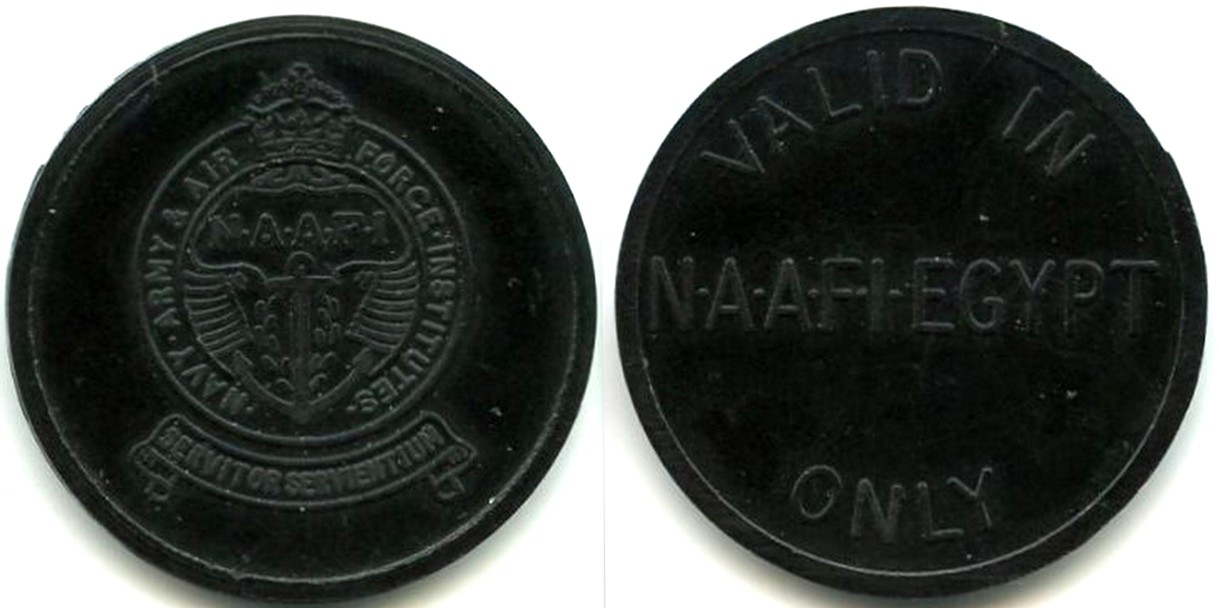 NAVY·ARMY & AIR FORCE·INSTITUTES·
N·A·A·F·I
SERVITOR SERVIENTIUM
VALID IN
N·A·A·F·I·EGYPT
ONLY